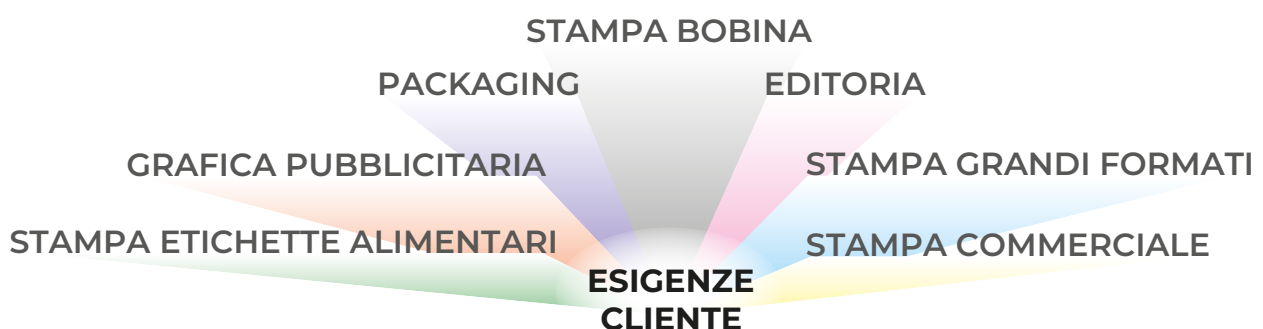 STAMPA BOBINA
PACKAGING
EDITORIA
GRAFICA PUBBLICITARIA
STAMPA GRANDI FORMATI
STAMPA ETICHETTE ALIMENTARI
STAMPA COMMERCIALE
ESIGENZE
CLIENTE